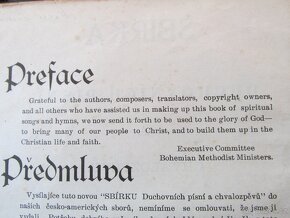 Preface
Grateful to the authors, composers, translators, copyright owners,
and all others who have assisted us in making up this book of spiritual
songs and hymns, we now send it forth to be used to the glory of God—
to bring many of our people to Christ, and to build them up in the
Christian life and faith.
Executive Committee
Bohemian Methodist Ministers.
Předmluva
Vysílajíce tuto novou "SBÍRKU Duchovních písní a chvalozpěvů" do
našich česko-amerických sborů, nemíníme se omlouvati, že jsme ji